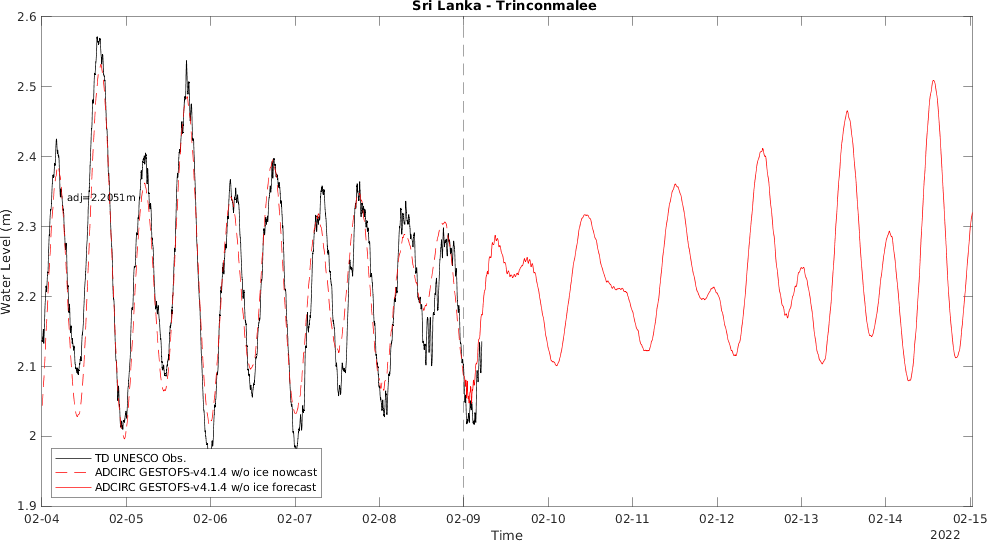 Sri Lanka - Trinconmalee
2.6
2.5
2.4
2.3
2.2
2.1
2
1.9
Water Level (m)
adj=2.2051m
TD UNESCO Obs.
ADCIRC GESTOFS-v4.1.4 w/o ice nowcast
ADCIRC GESTOFS-v4.1.4 w/o ice forecast
02-04 02-05 02-06 02-07 02-08 02-09 02-10 02-11 02-12 02-13 02-14 02-15
Time
2022